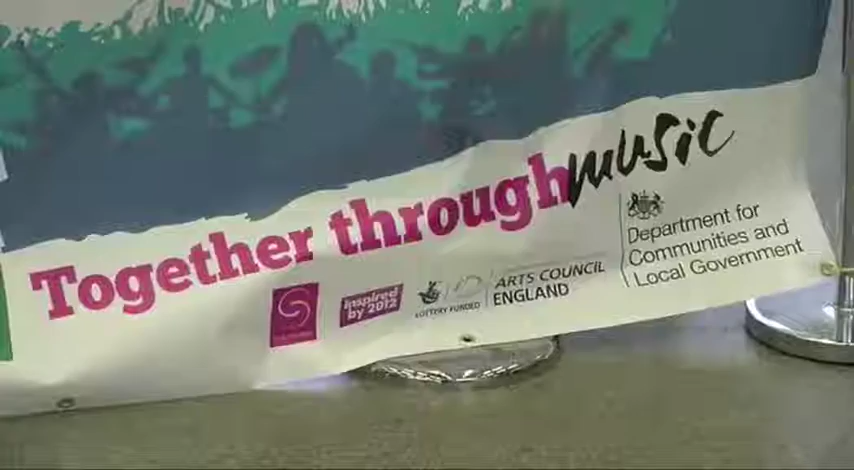 Together through music
inspired
by 2012
LOTTERY FUNDED
ARTS COUNCIL
ENGLAND
Department for
Communities and
Local Government